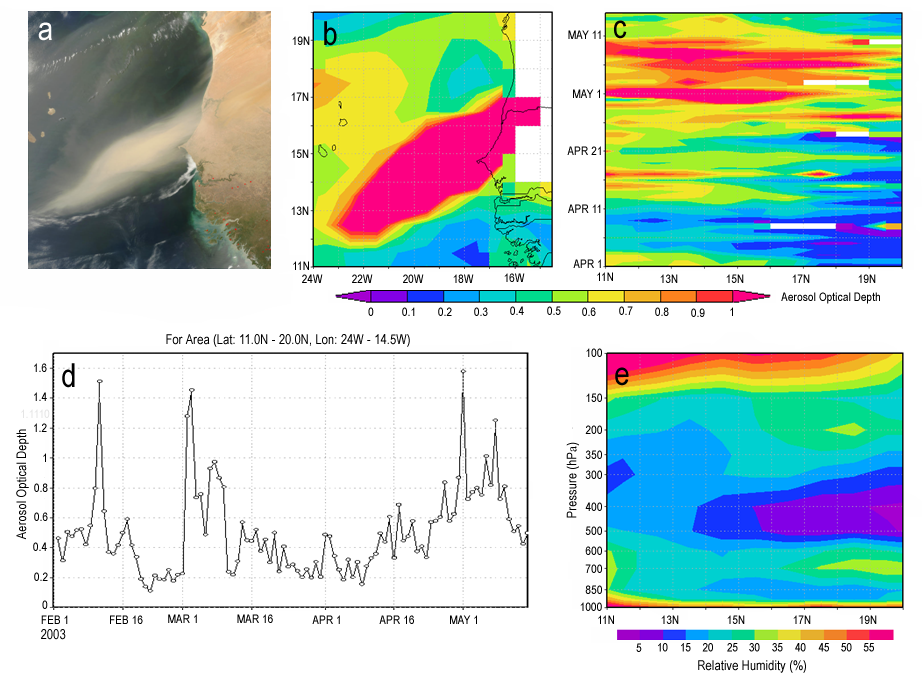 a
b
c
19N
17N
15N
13N
11N
24W 22W 20W 18W 16W
MAY 11
MAY 1
APR 21
APR 11
APR 1
11N 13N 15N 17N 19N
0 0.1 0.2 0.3 0.4 0.5 0.6 0.7 0.8 0.9 1
Aerosol Optical Depth
For Area (Lat: 11.0N - 20.0N, Lon: 24W - 14.5W)
d
Aerosol Optical Depth
1.6
1.4
1.2
1
0.8
0.6
0.4
0.2
0
FEB 1 FEB 16 MAR 1 MAR 16 APR 1 APR 16 MAY 1
2003
e
Pressure (hPa)
100
150
200
350
300
400
500
600
700
850
1000
11N 13N 15N 17N 19N
5 10 15 20 25 30 35 40 45 50 55
Relative Humidity (%)